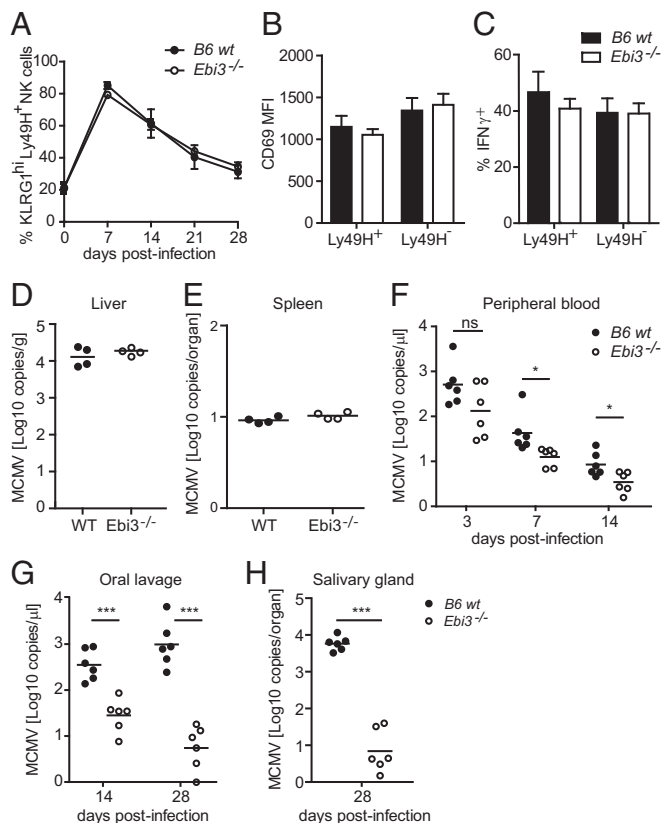 A
B6 wt
Ebi3-/-
% KLRG1hi Ly49H+ NK cells
100
80
60
40
20
0
0 7 14 21 28
days post-infection
B
CD69 MFI
2000
1500
1000
500
0
Ly49H+ Ly49H-
C
B6 wt
Ebi3-/-
% IFNγ+
60
40
20
0
Ly49H+ Ly49H-
D
Liver
MCMV [Log10 copies/g]
5
4
3
2
1
0
WT Ebi3-/-
E
Spleen
MCMV [Log10 copies/organ]
2
1
0
WT Ebi3-/-
F
Peripheral blood
B6 wt
Ebi3-/-
MCMV [Log10 copies/µl]
4
3
2
1
0
ns
*
*
3 7 14
days post-infection
G
Oral lavage
MCMV [Log10 copies/µl]
4
3
2
1
0
*** ***
14 28
days post-infection
H
Salivary gland
B6 wt
Ebi3-/-
MCMV [Log10 copies/organ]
5
4
3
2
1
0
***
28
days post-infection